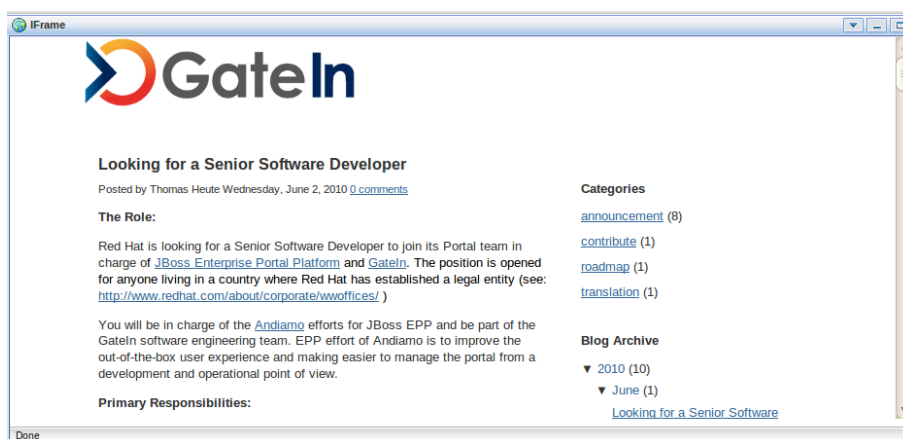 IFrame
GateIn
Looking for a Senior Software Developer
Posted by Thomas Heute Wednesday, June 2, 2010 0 comments
The Role:
Red Hat is looking for a Senior Software Developer to join its Portal team in
charge of JBoss Enterprise Portal Platform and GateIn. The position is opened
for anyone living in a country where Red Hat has established a legal entity (see:
http://www.redhat.com/about/corporate/wwoffices/ )
You will be in charge of the Andiamo efforts for JBoss EPP and be part of the
GateIn software engineering team. EPP effort of Andiamo is to improve the
out-of-the-box user experience and making easier to manage the portal from a
development and operational point of view.
Primary Responsibilities:
Categories
announcement (8)
contribute (1)
roadmap (1)
translation (1)
Blog Archive
▼ 2010 (10)
▼ June (1)
Looking for a Senior Software
Done